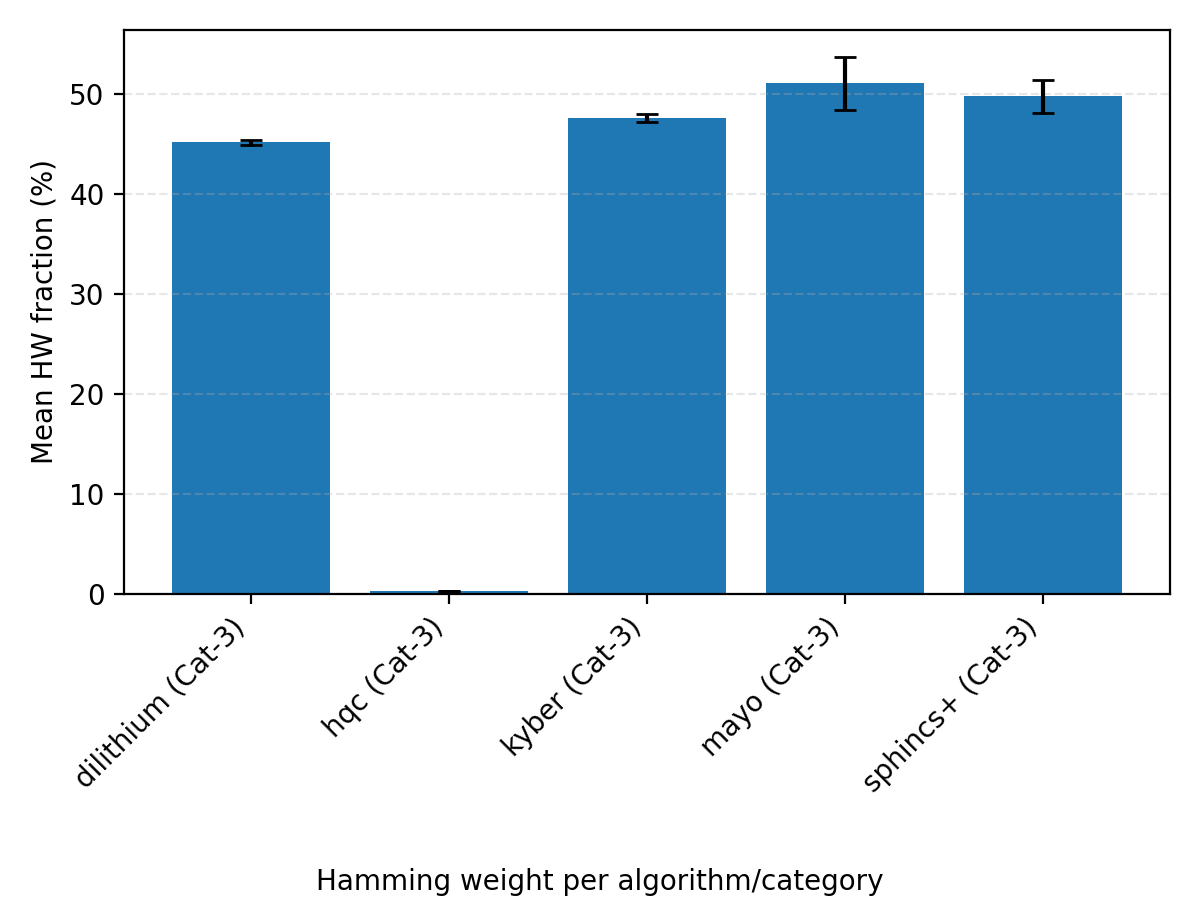 Mean HW fraction (%)
50
40
30
20
10
0
dilithium (Cat-3)
hqc (Cat-3)
kyber (Cat-3)
mayo (Cat-3)
sphincs+ (Cat-3)
Hamming weight per algorithm/category